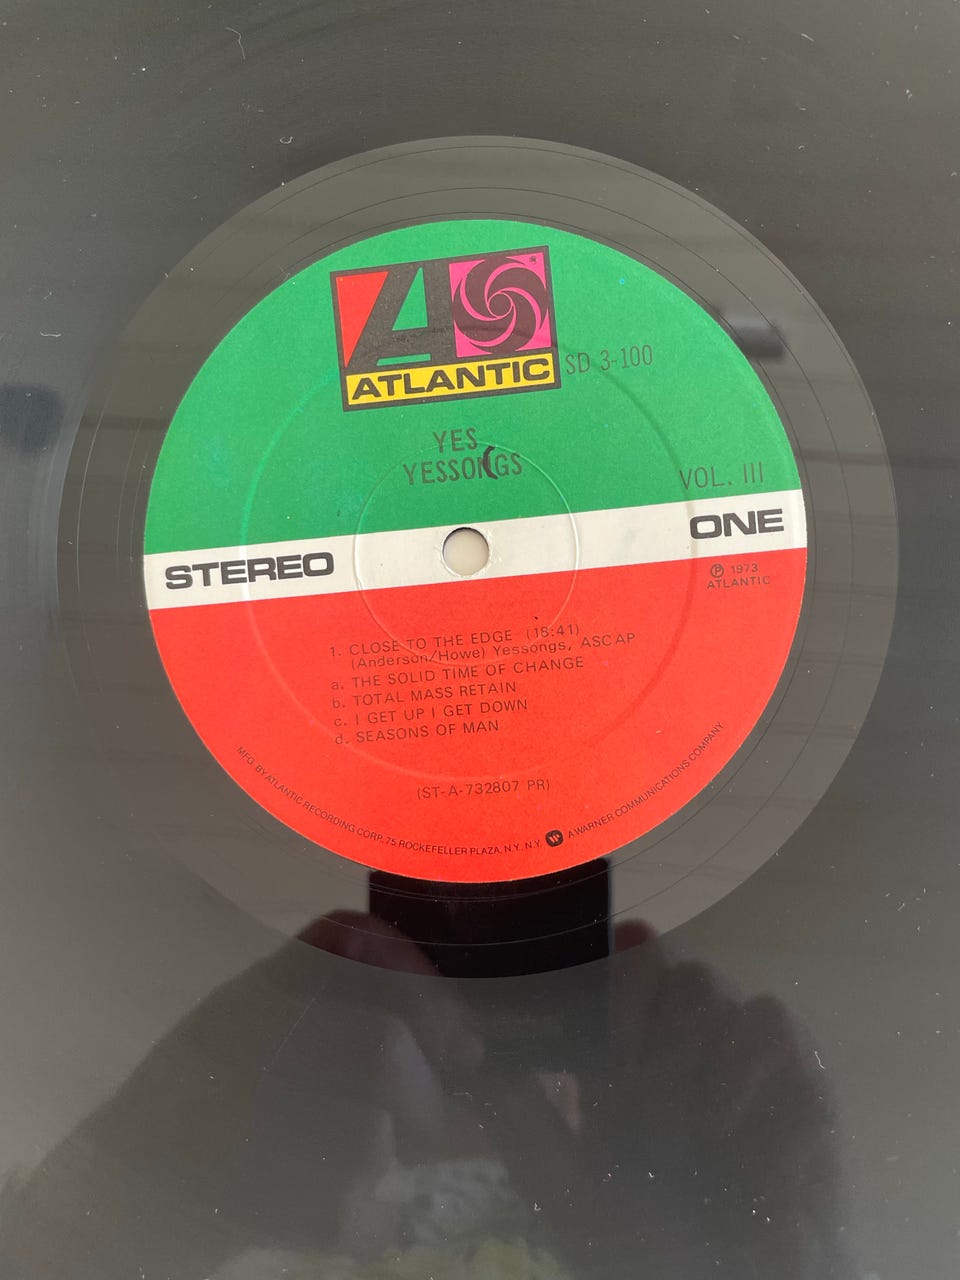 ATLANTIC
SD 3-100
YES
YESSONGS
VOL. III
STEREO
ONE
℗ 1973
ATLANTIC
1. CLOSE TO THE EDGE (18:41)
(Anderson/Howe) Yessongs, ASCAP
a. THE SOLID TIME OF CHANGE
b. TOTAL MASS RETAIN
c. I GET UP I GET DOWN
d. SEASONS OF MAN
(ST-A-732807 PR)
MFG. BY ATLANTIC RECORDING CORP., 75 ROCKEFELLER PLAZA, N.Y., N.Y. A WARNER COMMUNICATIONS COMPANY